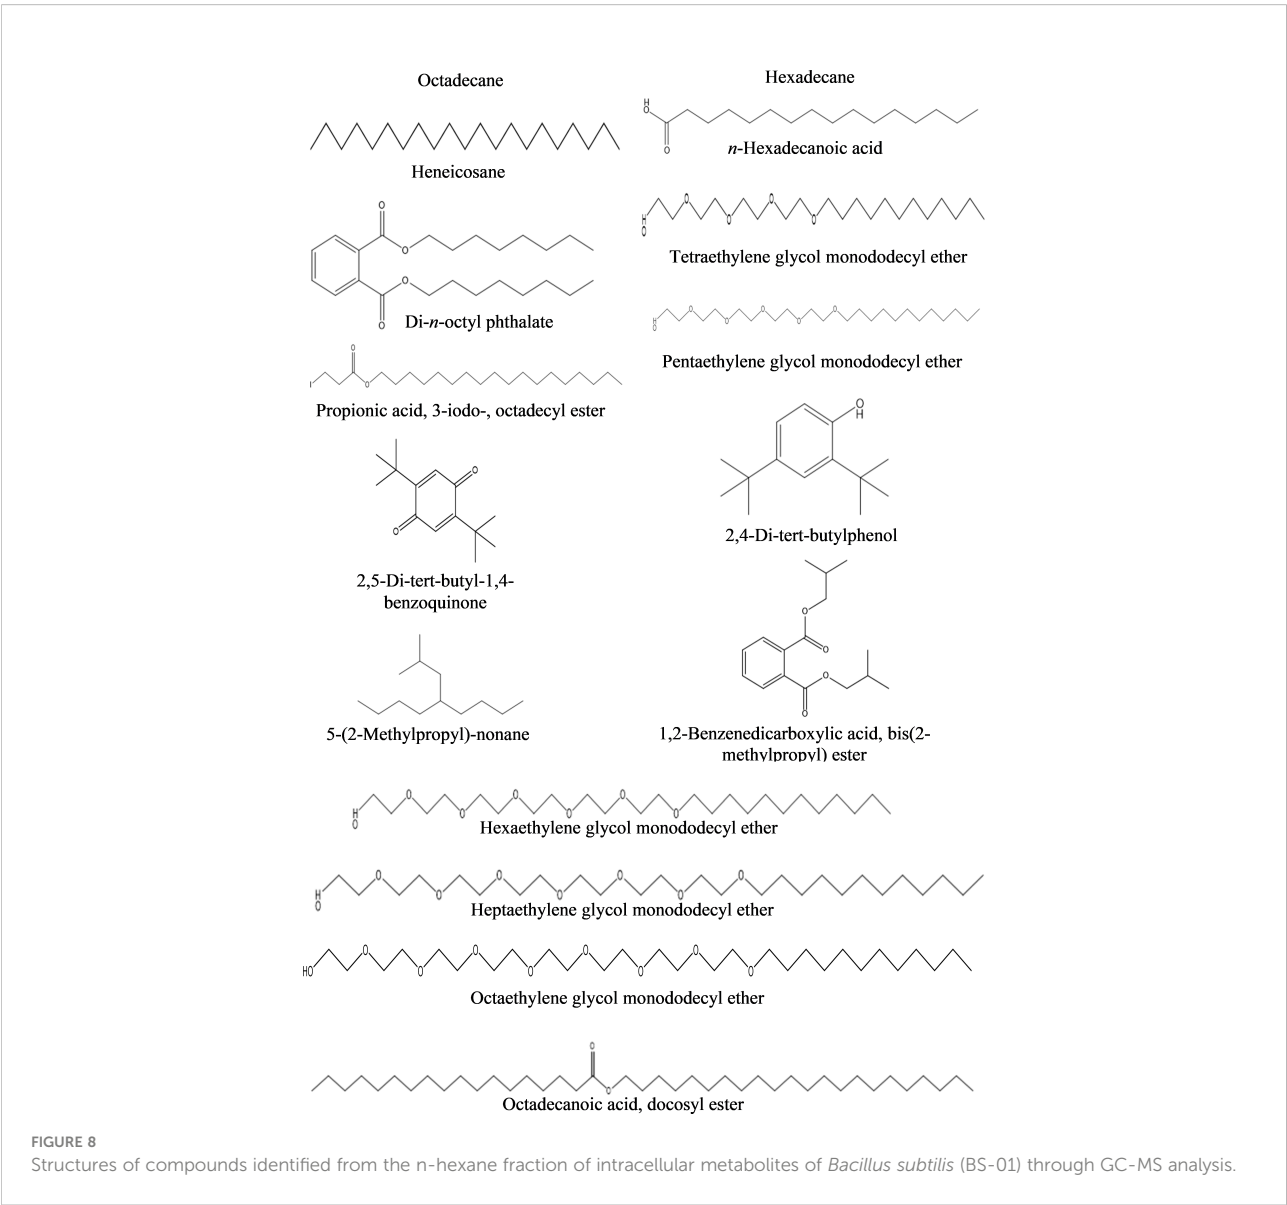 Octadecane
Hexadecane
H
O
O
n-Hexadecanoic acid
Heneicosane
O
O
O
O
Di-n-octyl phthalate
O
O
O
O
H
O
Tetraethylene glycol monododecyl ether
O
O
O
O
O
H
O
Pentaethylene glycol monododecyl ether
O
I
O
Propionic acid, 3-iodo-, octadecyl ester
O
H
2,4-Di-tert-butylphenol
O
O
2,5-Di-tert-butyl-1,4-
benzoquinone
O
O
O
O
5-(2-Methylpropyl)-nonane
1,2-Benzenedicarboxylic acid, bis(2-
methylpropyl) ester
O
O
O
O
O
O
H
O
Hexaethylene glycol monododecyl ether
O
O
O
O
O
O
O
H
O
Heptaethylene glycol monododecyl ether
O
O
O
O
O
O
O
O
HO
Octaethylene glycol monododecyl ether
O
O
Octadecanoic acid, docosyl ester
FIGURE 8
Structures of compounds identified from the n-hexane fraction of intracellular metabolites of Bacillus subtilis (BS-01) through GC-MS analysis.